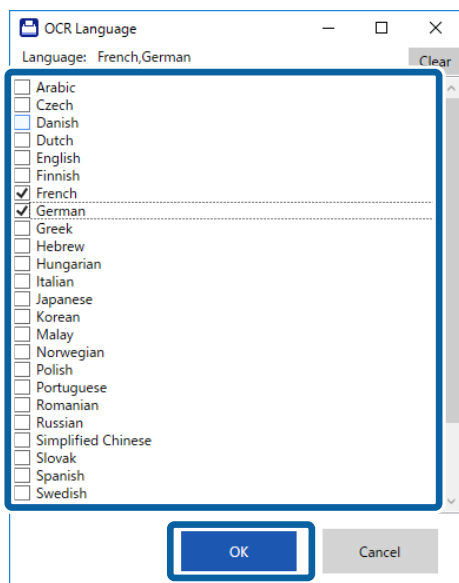 OCR Language
Language: French,German Clear
Arabic
Czech
Danish
Dutch
English
Finnish
French
German
Greek
Hebrew
Hungarian
Italian
Japanese
Korean
Malay
Norwegian
Polish
Portuguese
Romanian
Russian
Simplified Chinese
Slovak
Spanish
Swedish
OK Cancel